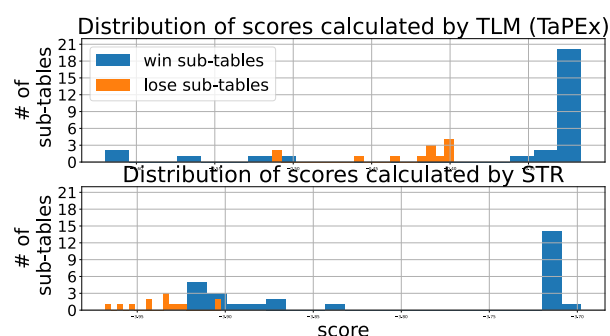 Distribution of scores calculated by TLM (TaPEx)
21
18
15
12
9
6
3
0
# of
sub-tables
win sub-tables
lose sub-tables
Distribution of scores calculated by STR
21
18
15
12
9
6
3
0
# of
sub-tables
score